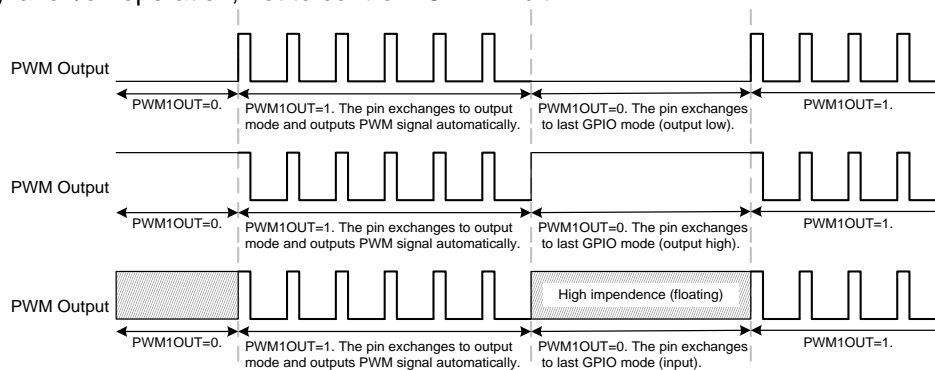 PWM Output
PWM1OUT=0.
PWM1OUT=1. The pin exchanges to output
mode and outputs PWM signal automatically.
PWM1OUT=0. The pin exchanges
to last GPIO mode (output low).
PWM1OUT=1.
PWM Output
PWM1OUT=0.
PWM1OUT=1. The pin exchanges to output
mode and outputs PWM signal automatically.
PWM1OUT=0. The pin exchanges
to last GPIO mode (output high).
PWM1OUT=1.
PWM Output
High impendence (floating)
PWM1OUT=0.
PWM1OUT=1. The pin exchanges to output
mode and outputs PWM signal automatically.
PWM1OUT=0. The pin exchanges
to last GPIO mode (input).
PWM1OUT=1.